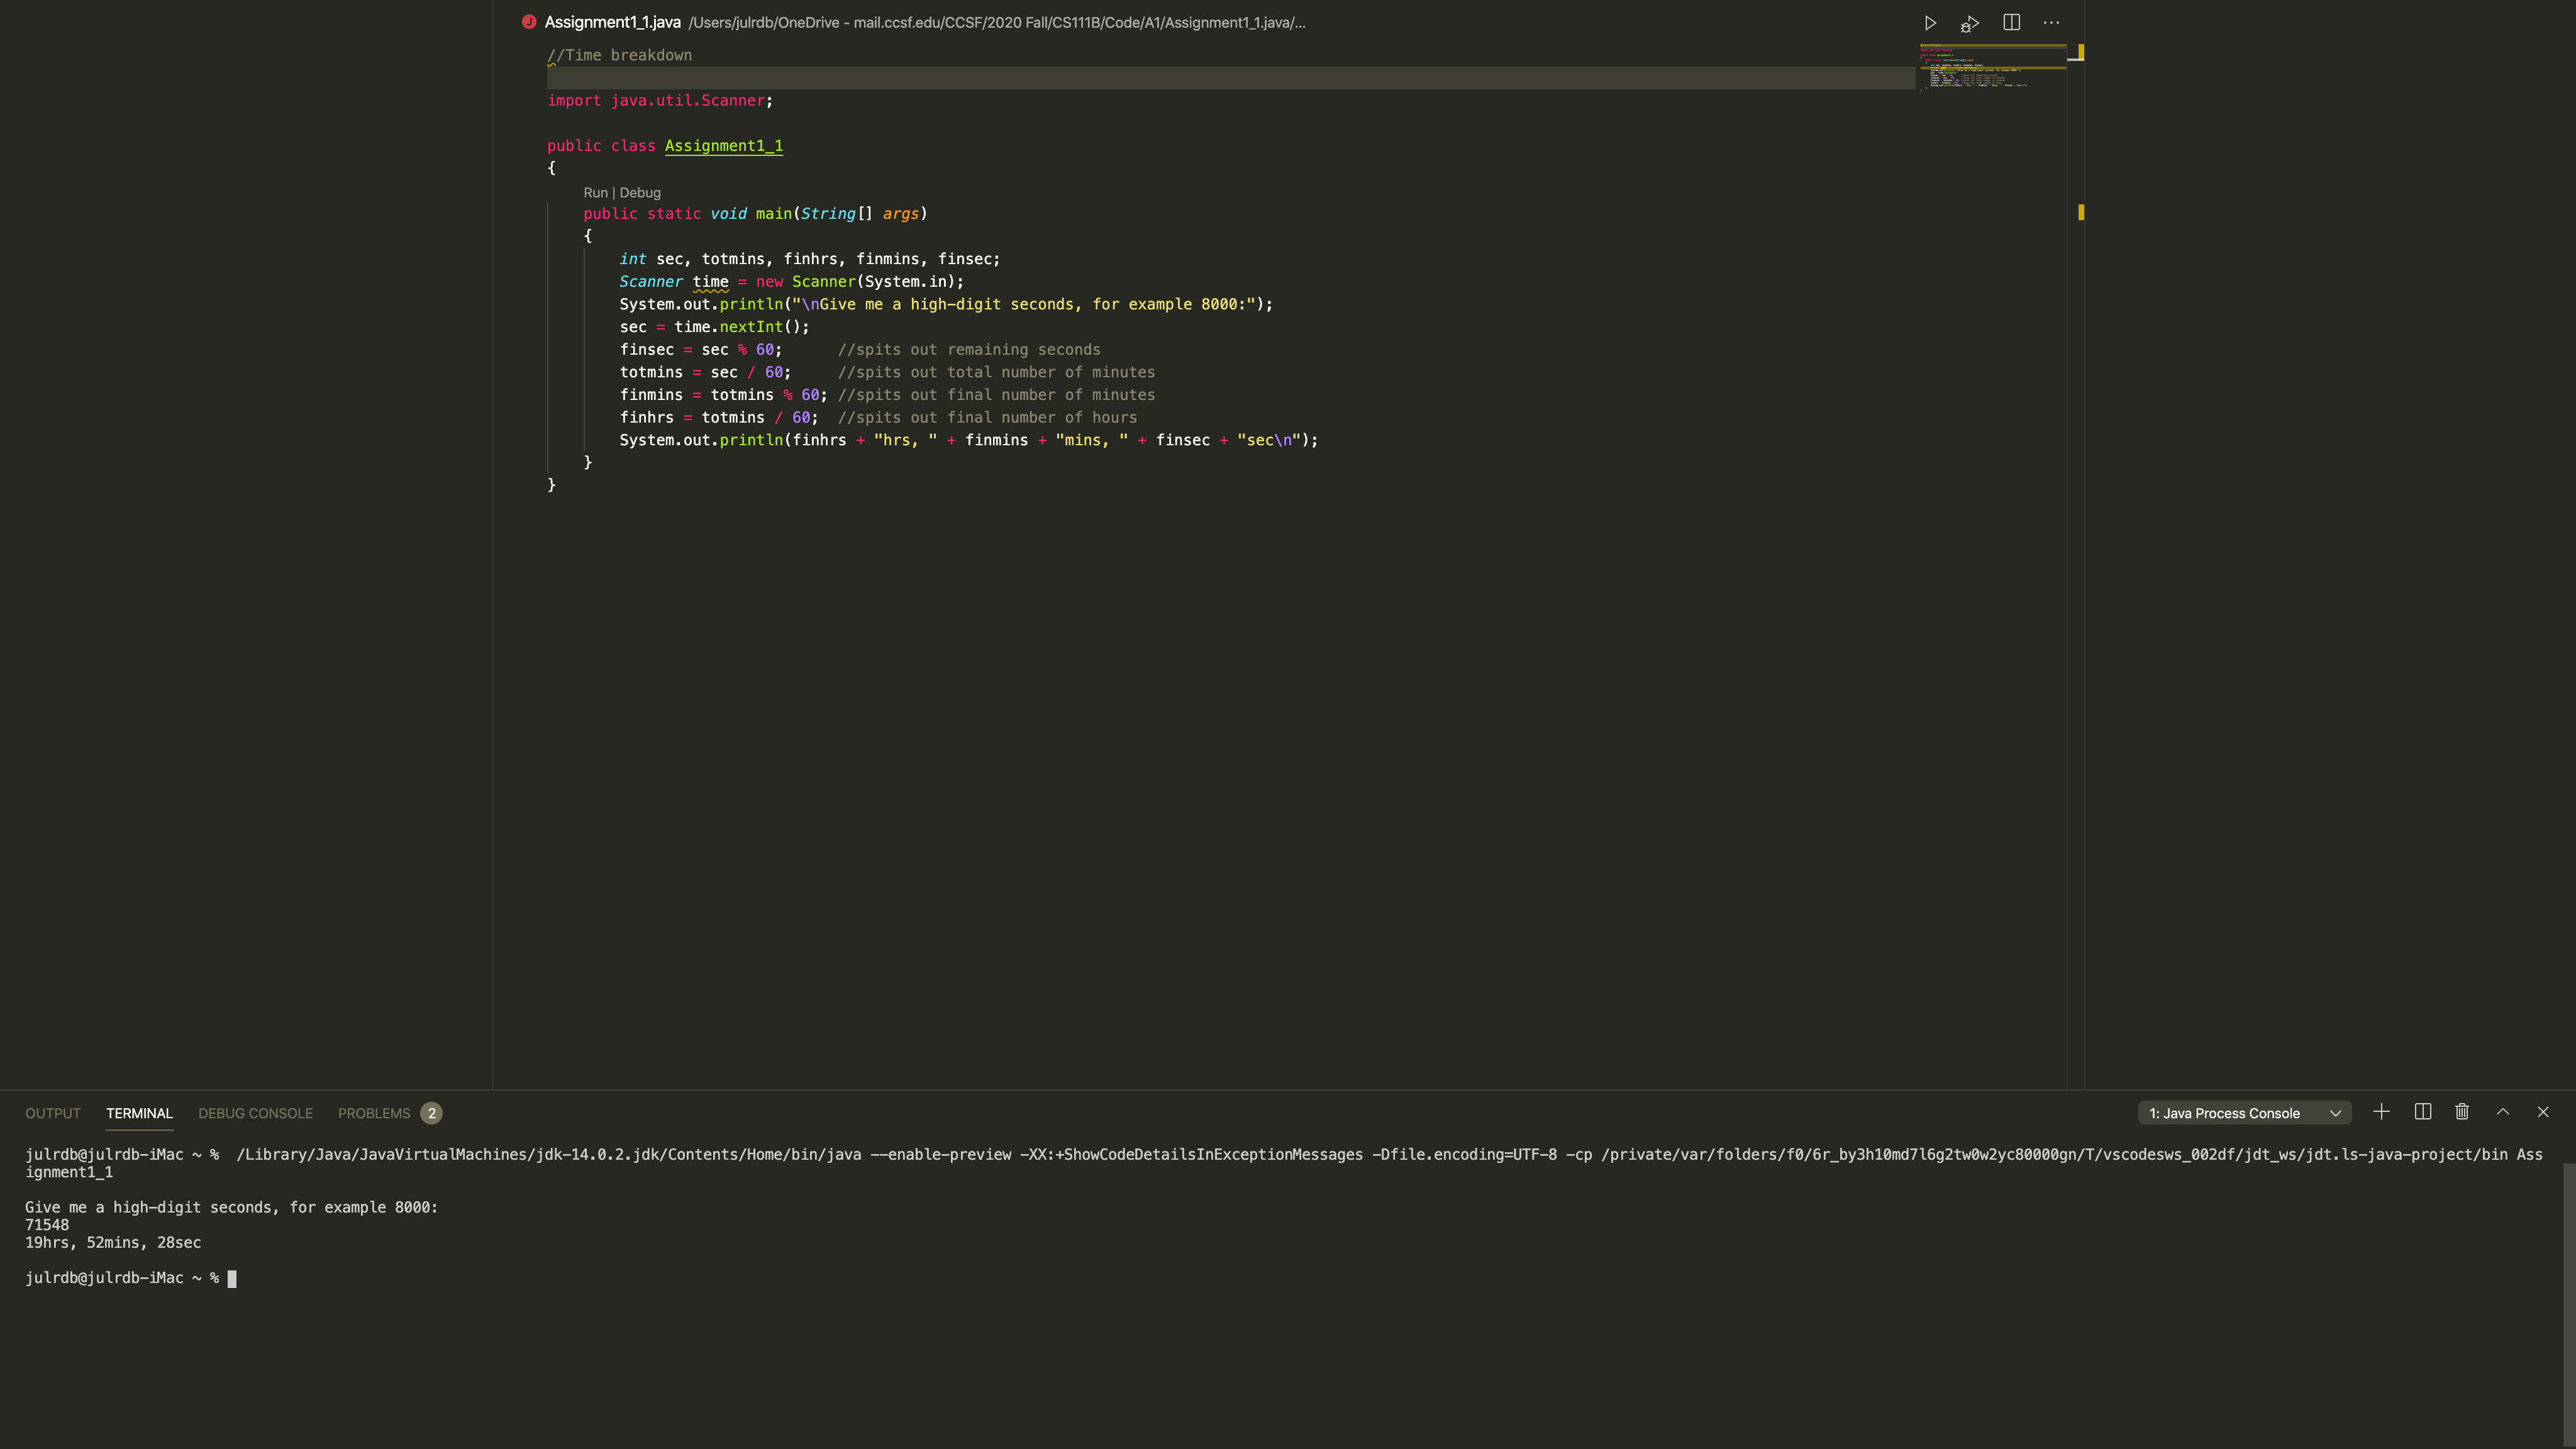 Assignment1_1.java /Users/julrdb/OneDrive - mail.ccsf.edu/CCSF/2020 Fall/CS111B/Code/A1/Assignment1_1.java/...
//Time breakdown
import java.util.Scanner;
public class Assignment1_1
{
Run | Debug
public static void main(String[] args)
{
int sec, totmins, finhrs, finmins, finsec;
Scanner time = new Scanner(System.in);
System.out.println("\nGive me a high-digit seconds, for example 8000:");
sec = time.nextInt();
finsec = sec % 60; //spits out remaining seconds
totmins = sec / 60; //spits out total number of minutes
finmins = totmins % 60; //spits out final number of minutes
finhrs = totmins / 60; //spits out final number of hours
System.out.println(finhrs + "hrs, " + finmins + "mins, " + finsec + "sec\n");
}
}
OUTPUT TERMINAL DEBUG CONSOLE PROBLEMS 2 1: Java Process Console
julrdb@julrdb-iMac ~ % /Library/Java/JavaVirtualMachines/jdk-14.0.2.jdk/Contents/Home/bin/java --enable-preview -XX:+ShowCodeDetailsInExceptionMessages -Dfile.encoding=UTF-8 -cp /private/var/folders/f0/6r_by3h10md7l6g2tw0w2yc80000gn/T/vscodesws_002df/jdt_ws/jdt.ls-java-project/bin Ass
ignment1_1
Give me a high-digit seconds, for example 8000:
71548
19hrs, 52mins, 28sec
julrdb@julrdb-iMac ~ %